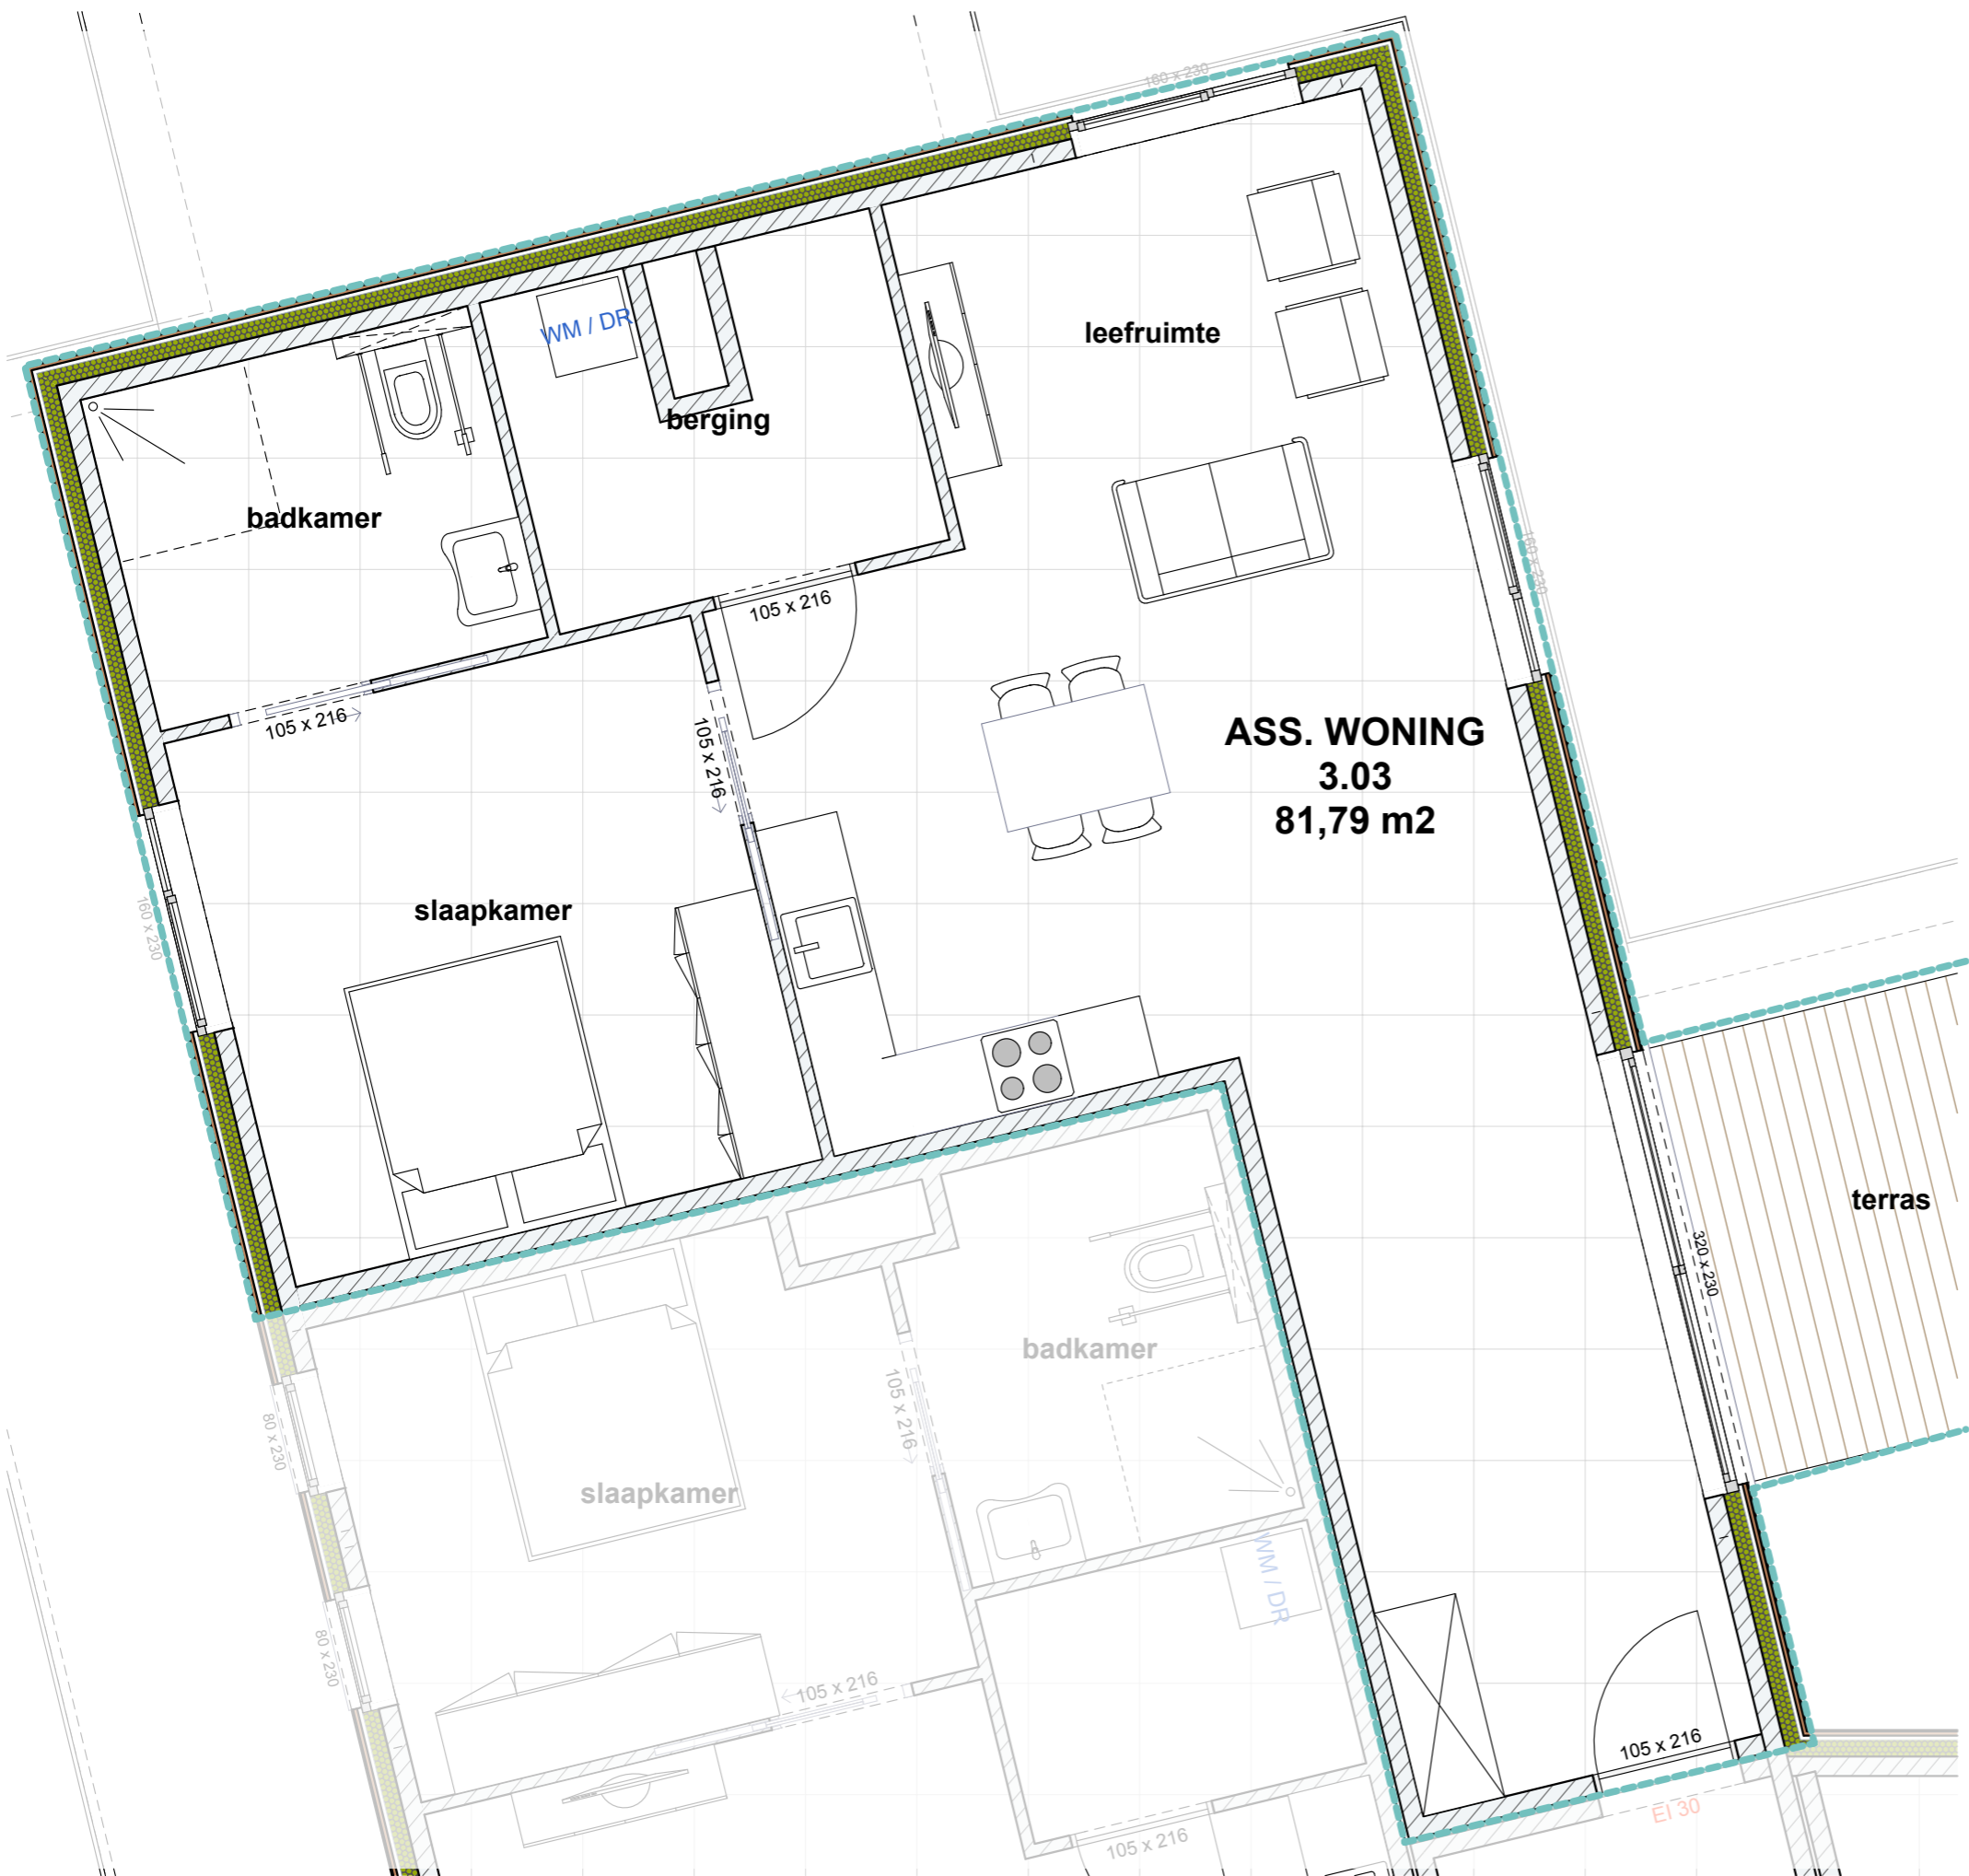 160 x 230
WM / DR
leefruimte
berging
badkamer
160 x 230
105 x 216
105 x 216
105 x 216
ASS. WONING
3.03
81,79 m2
slaapkamer
160 x 230
terras
320 x 230
badkamer
105 x 216
80 x 230
slaapkamer
WM / DR
80 x 230
105 x 216
105 x 216
EI 30
105 x 216